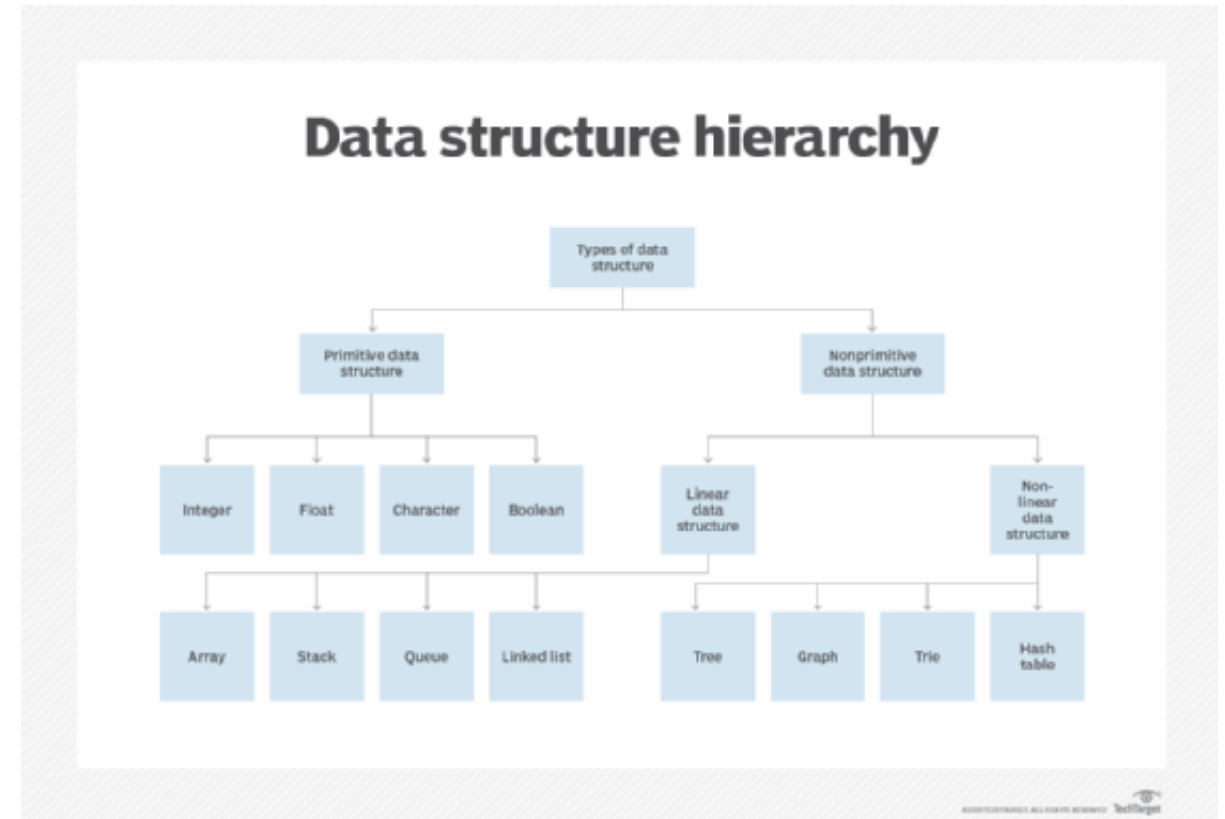 Data structure hierarchy
Types of data
structure
Primitive data
structure
Nonprimitive
data structure
Integer
Float
Character
Boolean
Linear
data
structure
Non-
linear
data
structure
Array
Stack
Queue
Linked list
Tree
Graph
Trie
Hash
table
TechTarget